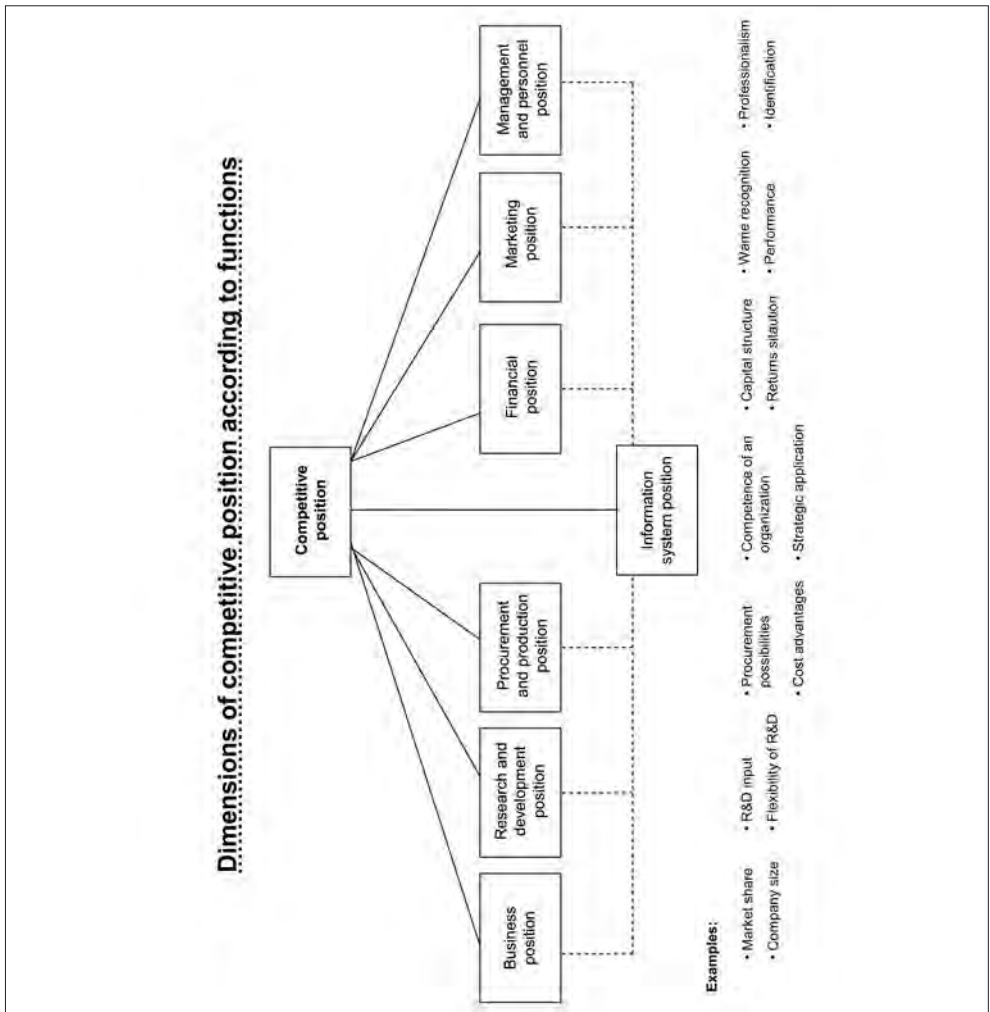 Dimensions of competitive position according to functions
Competitive
position
Business
position
Research and
development
position
Procurement
and production
position
Financial
position
Marketing
position
Management
and personnel
position
Information
system position
Examples:
• Market share
• Company size
• R&D input
• Flexibility of R&D
• Procurement
possibilities
• Cost advantages
• Competence of an
organization
• Strategic application
• Capital structure
• Returns sitaution
• Warne recognition
• Performance
• Professionalism
• Identification